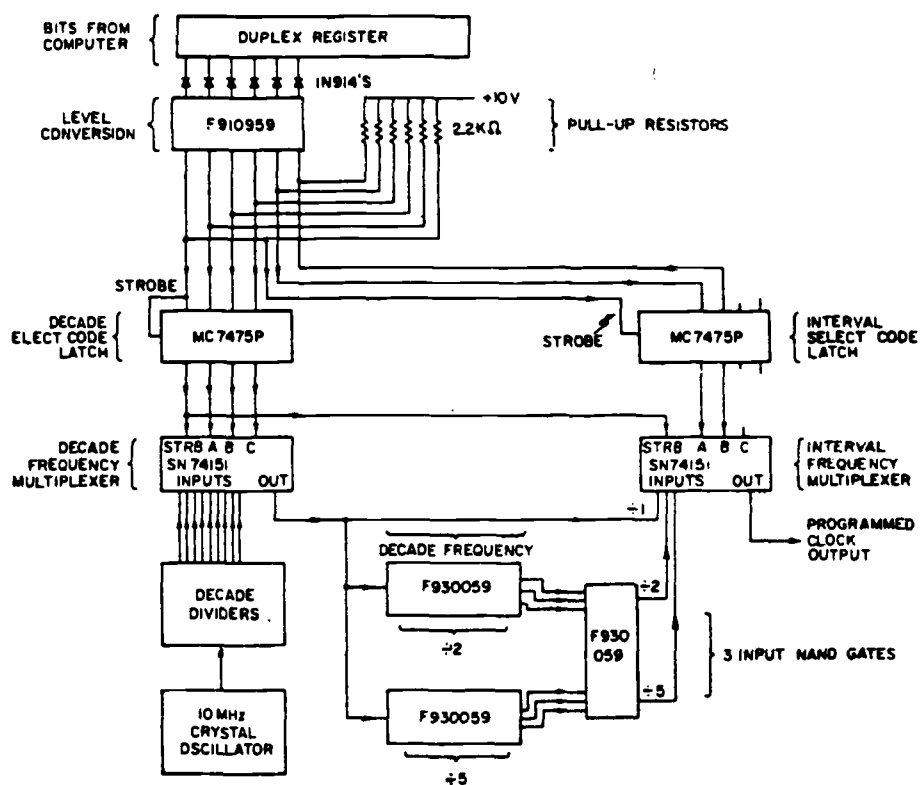 BITS FROM
COMPUTER
DUPLEX REGISTER
IN914'S
LEVEL
CONVERSION
F910959
+10V
2.2KΩ
PULL-UP RESISTORS
STROBE
DECADE
ELECT CODE
LATCH
MC7475P
STROBE
MC7475P
INTERVAL
SELECT CODE
LATCH
DECADE
FREQUENCY
MULTIPLEXER
STRB A B C
SN74151
INPUTS OUT
STRB A B C
SN74151
INPUTS OUT
INTERVAL
FREQUENCY
MULTIPLEXER
÷1
PROGRAMMED
CLOCK
OUTPUT
DECADE FREQUENCY
DECADE
DIVIDERS
F930059
÷2
F930
059
÷2
÷5
3 INPUT NAND GATES
10 MHz
CRYSTAL
OSCILLATOR
F930059
÷5